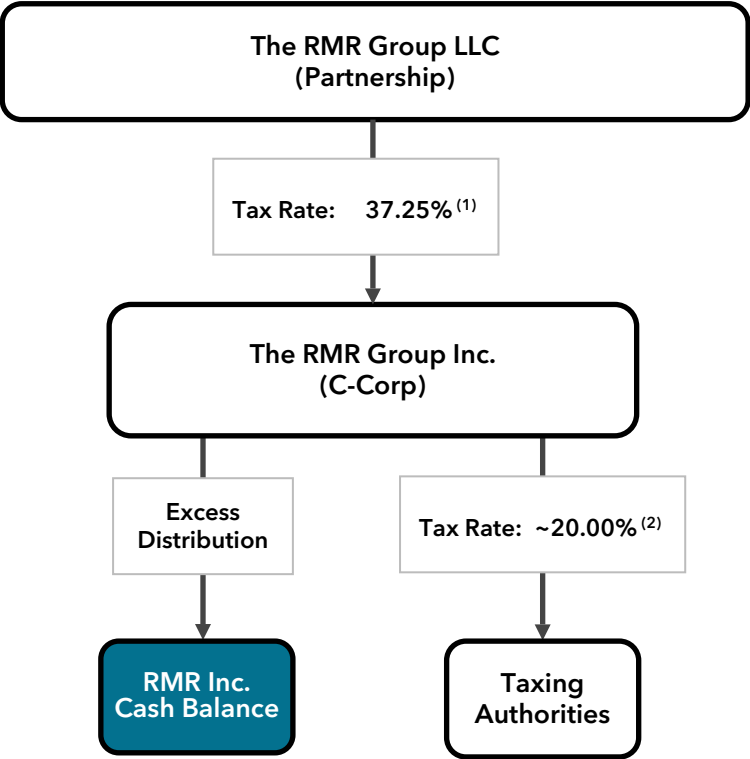 The RMR Group LLC
(Partnership)
Tax Rate: 37.25% (1)
The RMR Group Inc.
(C-Corp)
Excess
Distribution
Tax Rate: ~20.00% (2)
RMR Inc.
Cash Balance
Taxing
Authorities